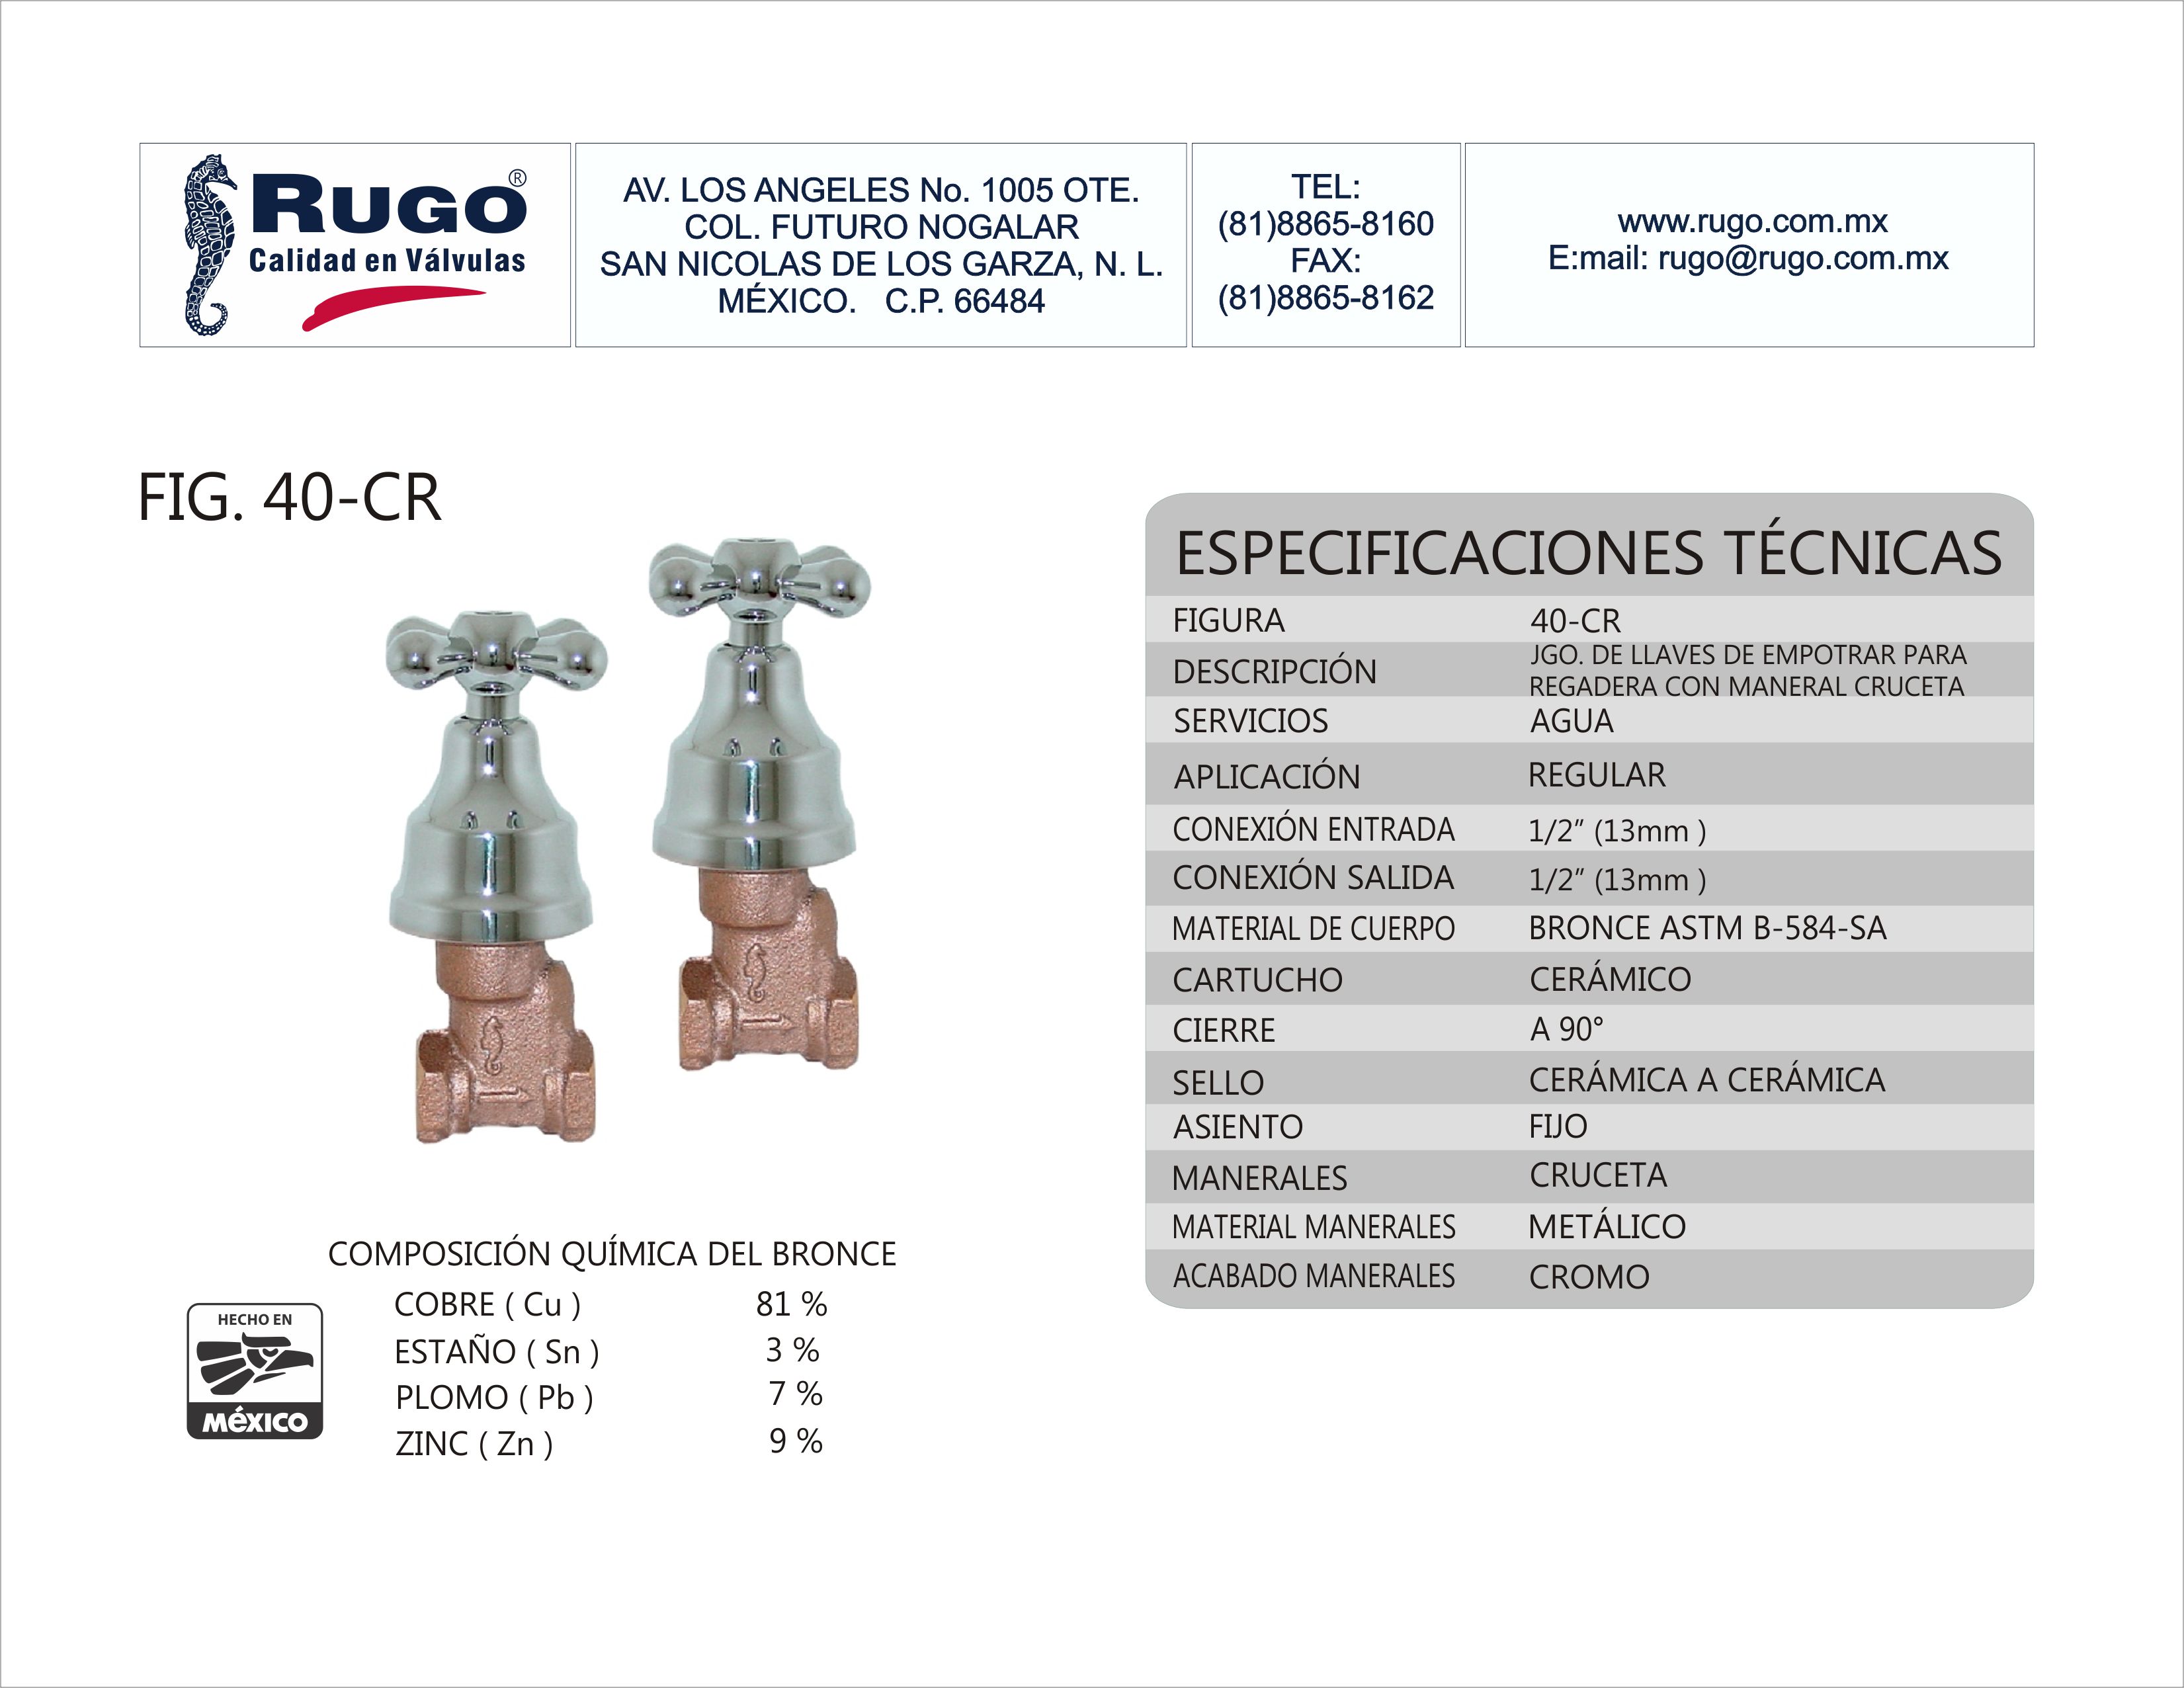 RUGO®
Calidad en Válvulas
AV. LOS ANGELES No. 1005 OTE.
COL. FUTURO NOGALAR
SAN NICOLAS DE LOS GARZA, N. L.
MÉXICO. C.P. 66484
TEL:
(81)8865-8160
FAX:
(81)8865-8162
www.rugo.com.mx
E:mail: rugo@rugo.com.mx
FIG. 40-CR
ESPECIFICACIONES TÉCNICAS
FIGURA 40-CR
DESCRIPCIÓN JGO. DE LLAVES DE EMPOTRAR PARA
REGADERA CON MANERAL CRUCETA
SERVICIOS AGUA
APLICACIÓN REGULAR
CONEXIÓN ENTRADA 1/2” (13mm )
CONEXIÓN SALIDA 1/2” (13mm )
MATERIAL DE CUERPO BRONCE ASTM B-584-SA
CARTUCHO CERÁMICO
CIERRE A 90°
SELLO CERÁMICA A CERÁMICA
ASIENTO FIJO
MANERALES CRUCETA
MATERIAL MANERALES METÁLICO
ACABADO MANERALES CROMO
COMPOSICIÓN QUÍMICA DEL BRONCE
COBRE ( Cu ) 81 %
ESTAÑO ( Sn ) 3 %
PLOMO ( Pb ) 7 %
ZINC ( Zn ) 9 %
HECHO EN
MéXICO